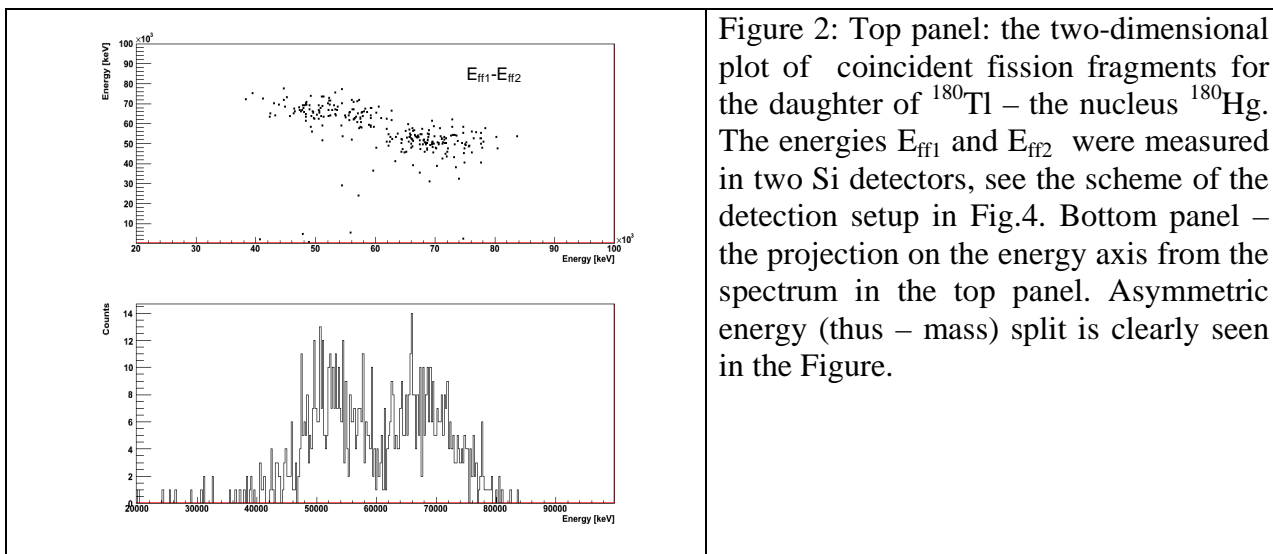 100 ×10³
Energy [keV]
90
80
70
60
50
40
30
20
10
E_ff1-E_ff2
20 30 40 50 60 70 80 90 100
×10³
Energy [keV]
Counts
14
12
10
8
6
4
2
0
20000 30000 40000 50000 60000 70000 80000 90000
Energy [keV]
Figure 2: Top panel: the two-dimensional
plot of coincident fission fragments for
the daughter of ¹⁸⁰Tl – the nucleus ¹⁸⁰Hg.
The energies E_ff1 and E_ff2 were measured
in two Si detectors, see the scheme of the
detection setup in Fig.4. Bottom panel –
the projection on the energy axis from the
spectrum in the top panel. Asymmetric
energy (thus – mass) split is clearly seen
in the Figure.